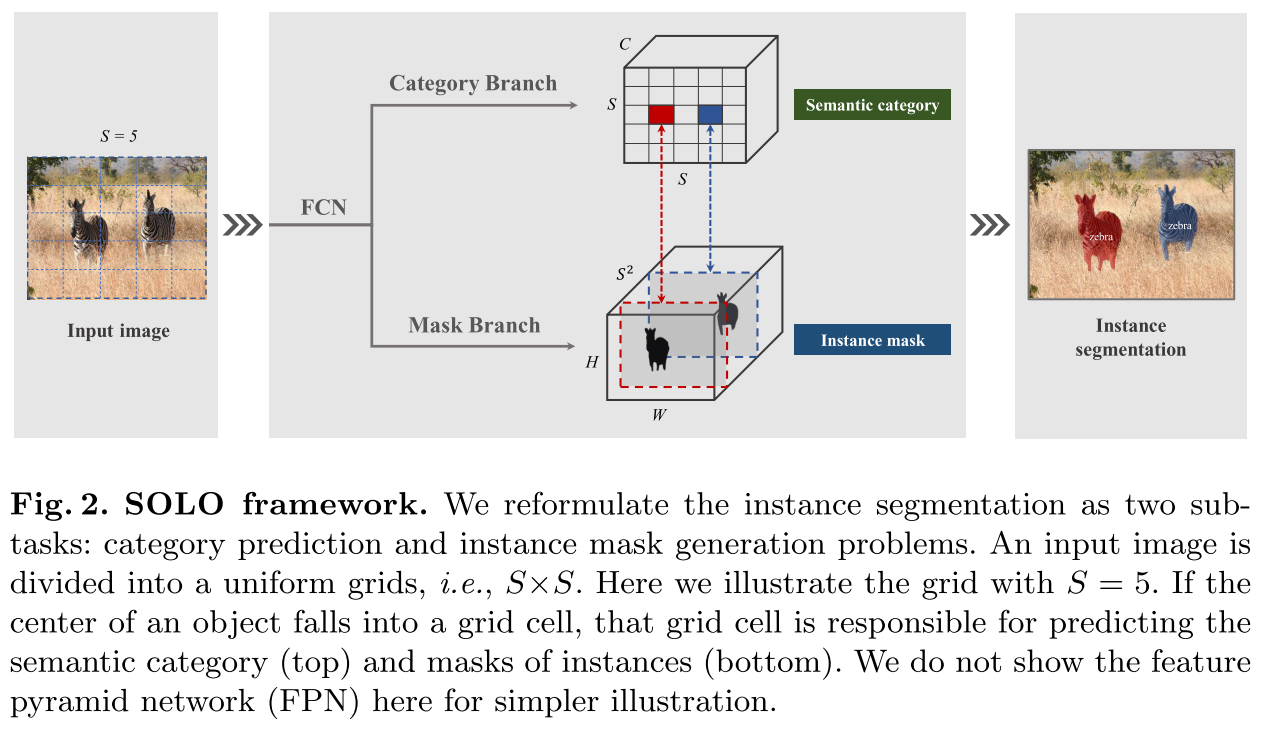 S = 5
Input image
FCN
Category Branch
Mask Branch
C
S
S
Semantic category
S²
H
W
Instance mask
zebra
zebra
Instance
segmentation
Fig. 2. SOLO framework. We reformulate the instance segmentation as two sub-
tasks: category prediction and instance mask generation problems. An input image is
divided into a uniform grids, i.e., S×S. Here we illustrate the grid with S = 5. If the
center of an object falls into a grid cell, that grid cell is responsible for predicting the
semantic category (top) and masks of instances (bottom). We do not show the feature
pyramid network (FPN) here for simpler illustration.